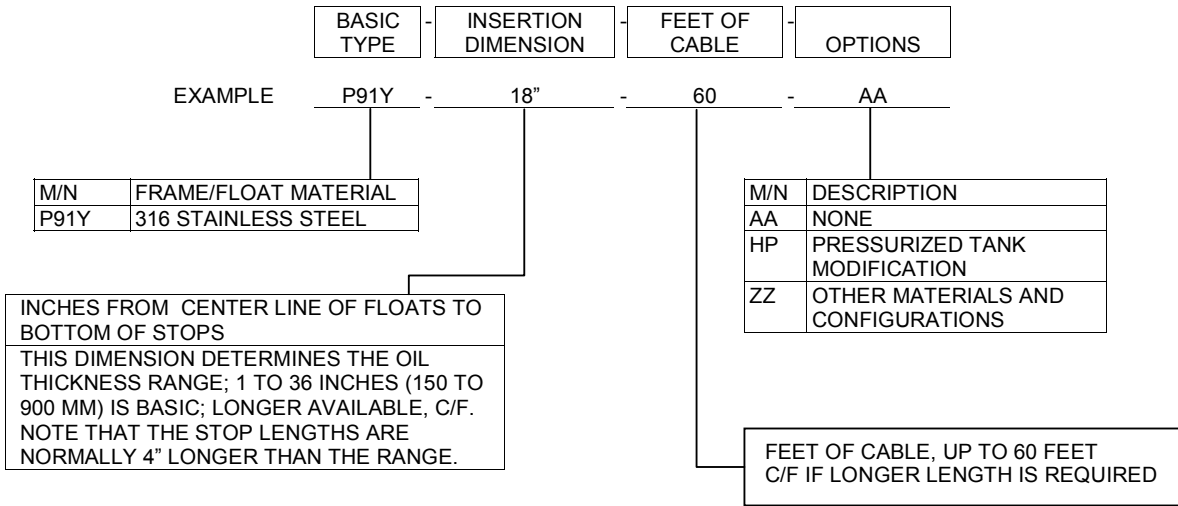 BASIC - INSERTION - FEET OF -
TYPE DIMENSION CABLE OPTIONS
EXAMPLE P91Y - 18” - 60 - AA
M/N FRAME/FLOAT MATERIAL
P91Y 316 STAINLESS STEEL
M/N DESCRIPTION
AA NONE
HP PRESSURIZED TANK
MODIFICATION
ZZ OTHER MATERIALS AND
CONFIGURATIONS
INCHES FROM CENTER LINE OF FLOATS TO
BOTTOM OF STOPS
THIS DIMENSION DETERMINES THE OIL
THICKNESS RANGE; 1 TO 36 INCHES (150 TO
900 MM) IS BASIC; LONGER AVAILABLE, C/F.
NOTE THAT THE STOP LENGTHS ARE
NORMALLY 4” LONGER THAN THE RANGE.
FEET OF CABLE, UP TO 60 FEET
C/F IF LONGER LENGTH IS REQUIRED